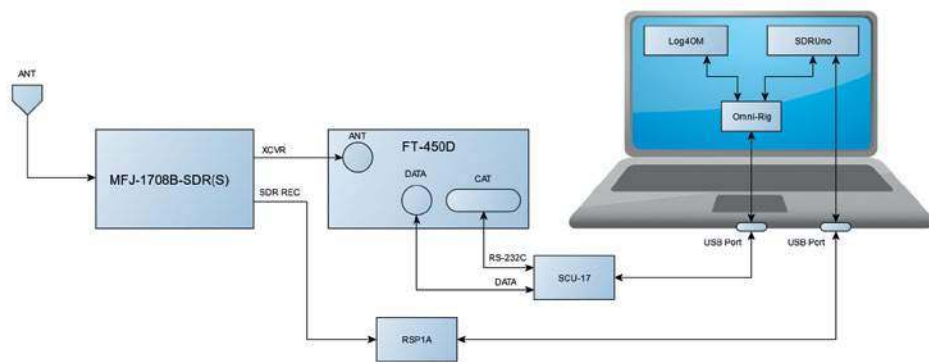 Log4OM
SDRUno
ANT
Omni-Rig
MFJ-1708B-SDR(S)
XCVR
SDR REC
ANT
FT-450D
DATA
CAT
USB Port
USB Port
RS-232C
DATA
SCU-17
RSP1A